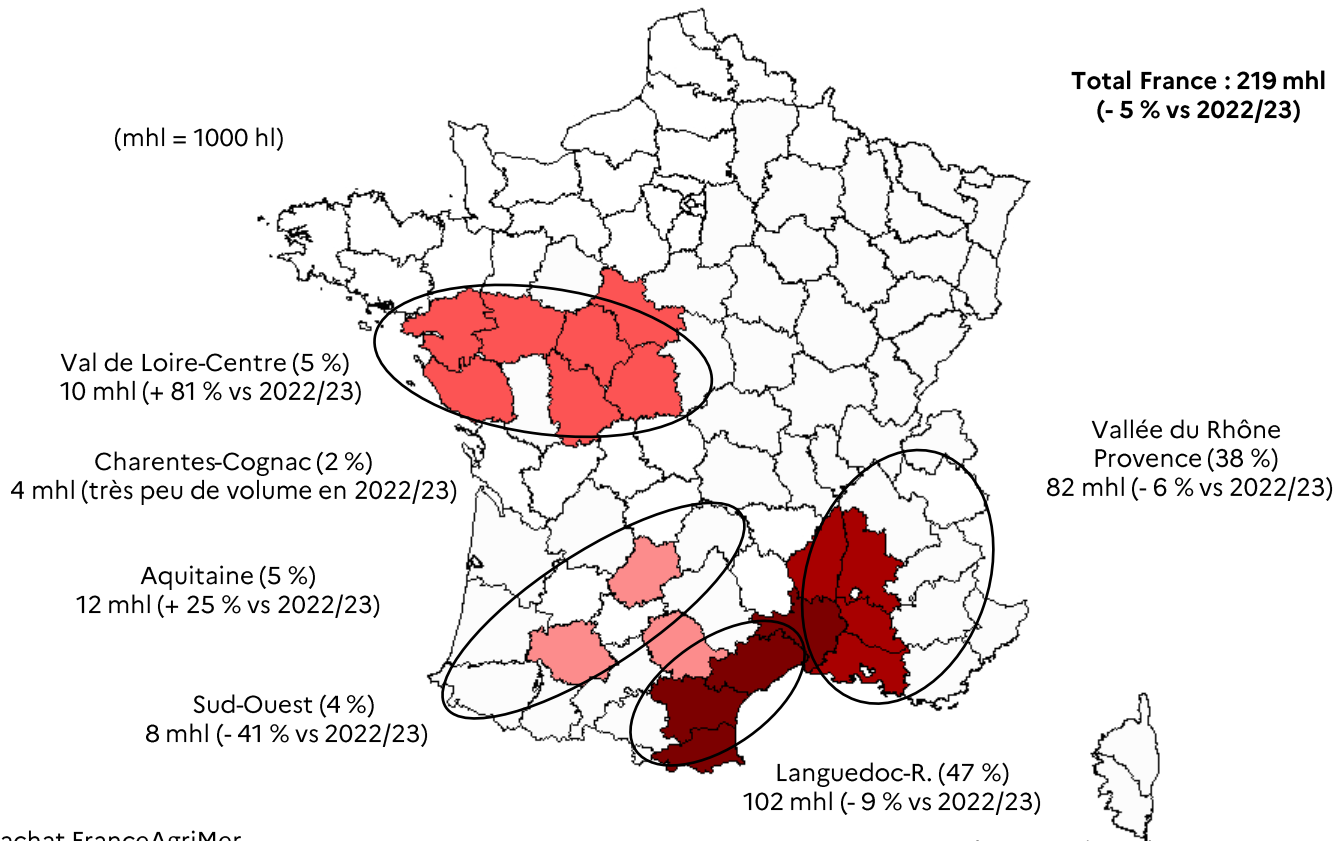 Total France : 219 mhl
(- 5 % vs 2022/23)
(mhl = 1000 hl)
Val de Loire-Centre (5 %)
10 mhl (+ 81 % vs 2022/23)
Charentes-Cognac (2 %)
4 mhl (très peu de volume en 2022/23)
Vallée du Rhône
Provence (38 %)
82 mhl (- 6 % vs 2022/23)
Aquitaine (5 %)
12 mhl (+ 25 % vs 2022/23)
Sud-Ouest (4 %)
8 mhl (- 41 % vs 2022/23)
Languedoc-R. (47 %)
102 mhl (- 9 % vs 2022/23)
achat FranceAgriMer